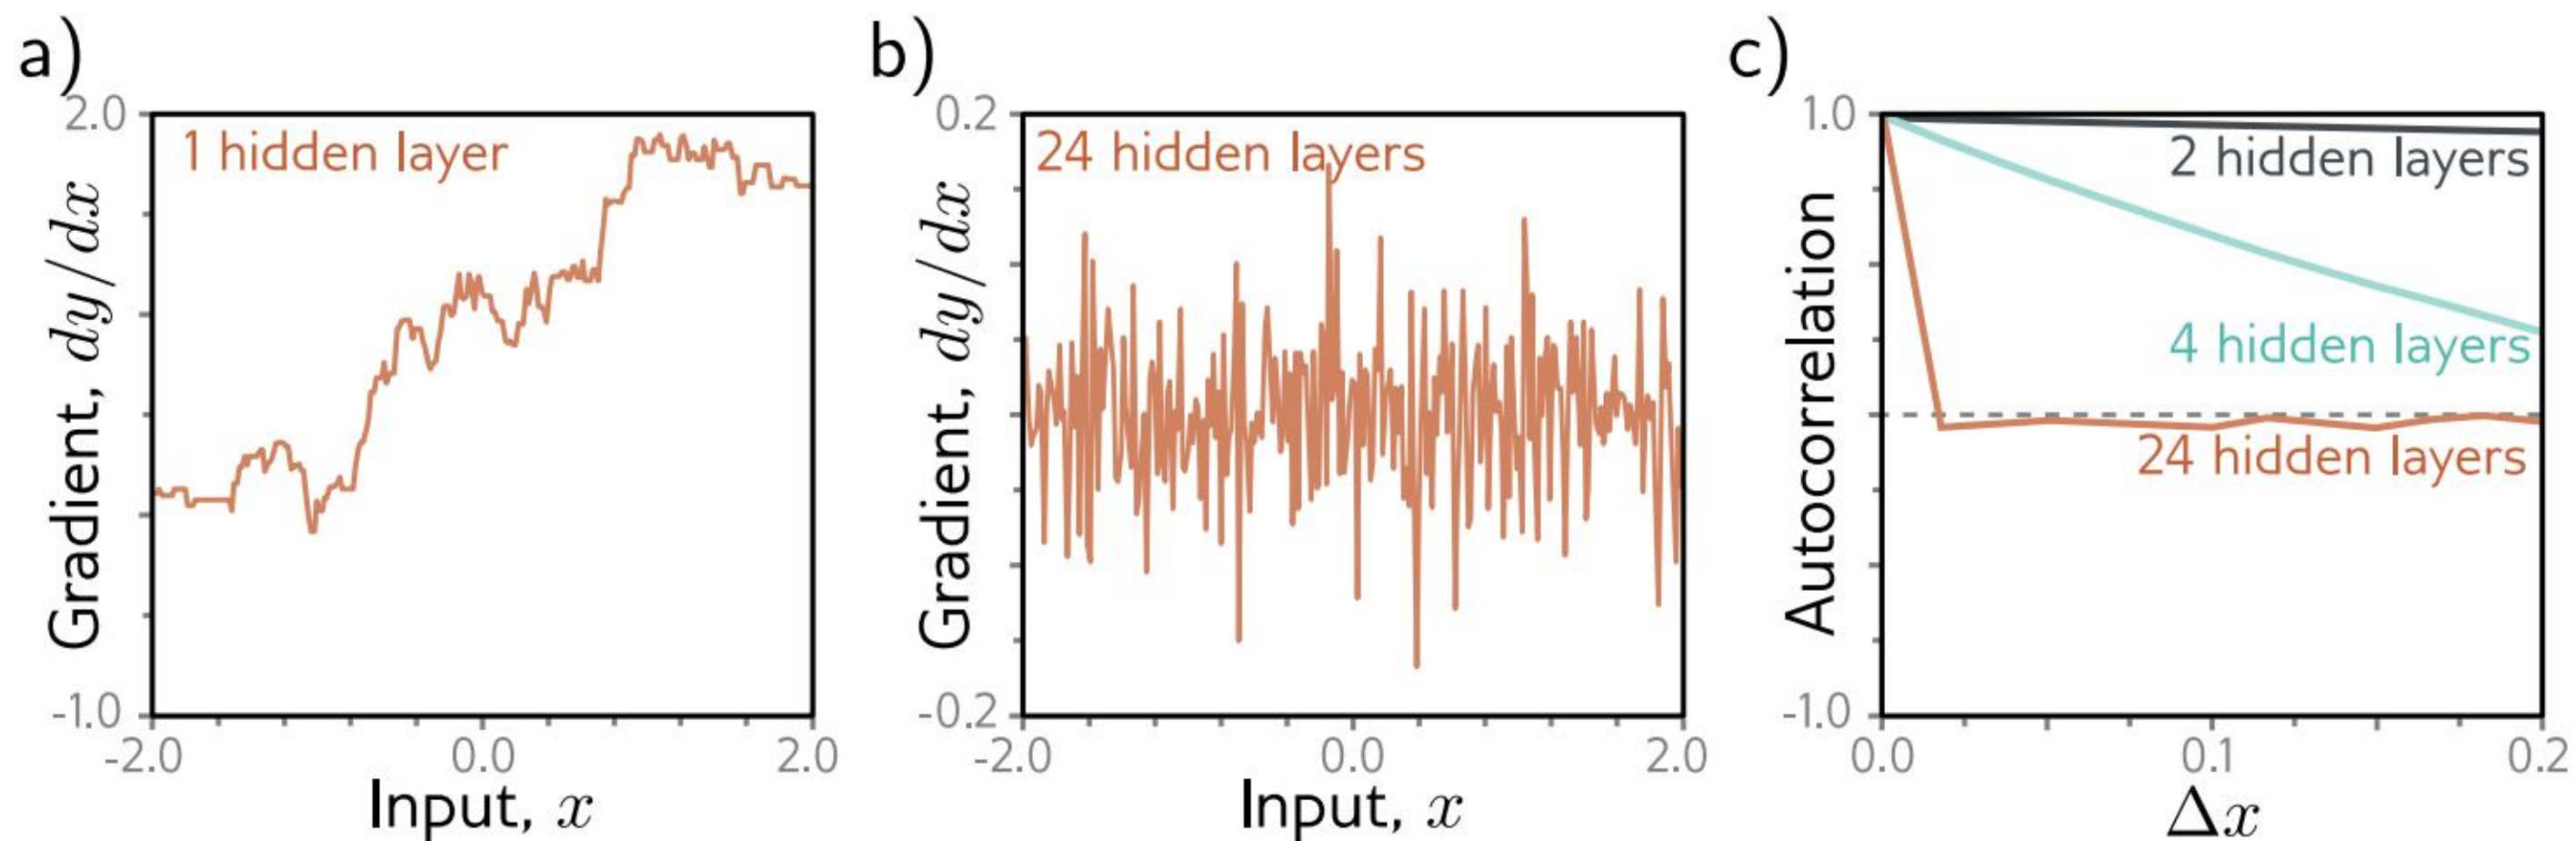 a)
2.0
1 hidden layer
Gradient, dy/dx
-1.0
-2.0 0.0 2.0
Input, x
b)
0.2
24 hidden layers
Gradient, dy/dx
-0.2
-2.0 0.0 2.0
Input, x
c)
1.0
2 hidden layers
4 hidden layers
24 hidden layers
Autocorrelation
-1.0
0.0 0.1 0.2
Δx